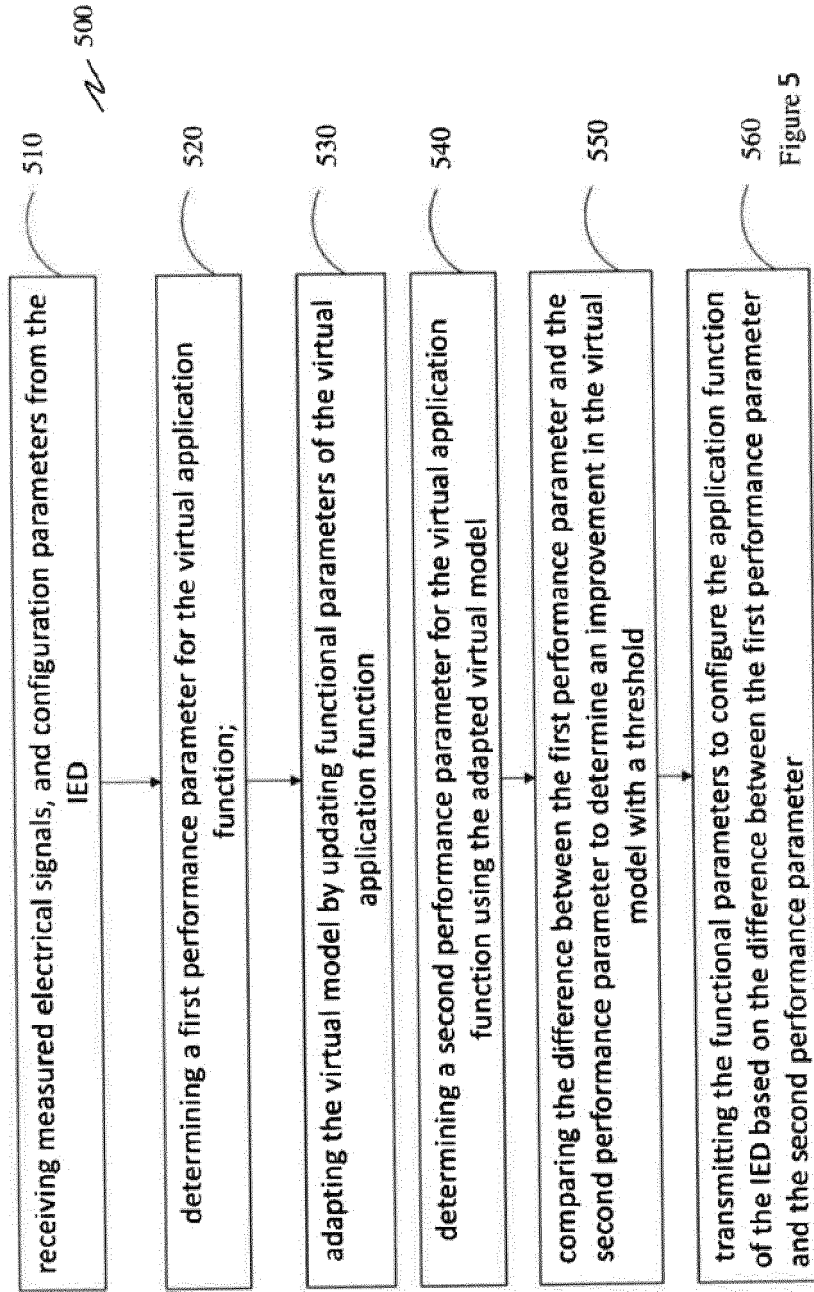 500
receiving measured electrical signals, and configuration parameters from the
IED
510
determining a first performance parameter for the virtual application
function;
520
adapting the virtual model by updating functional parameters of the virtual
application function
530
determining a second performance parameter for the virtual application
function using the adapted virtual model
540
comparing the difference between the first performance parameter and the
second performance parameter to determine an improvement in the virtual
model with a threshold
550
transmitting the functional parameters to configure the application function
of the IED based on the difference between the first performance parameter
and the second performance parameter
560
Figure 5